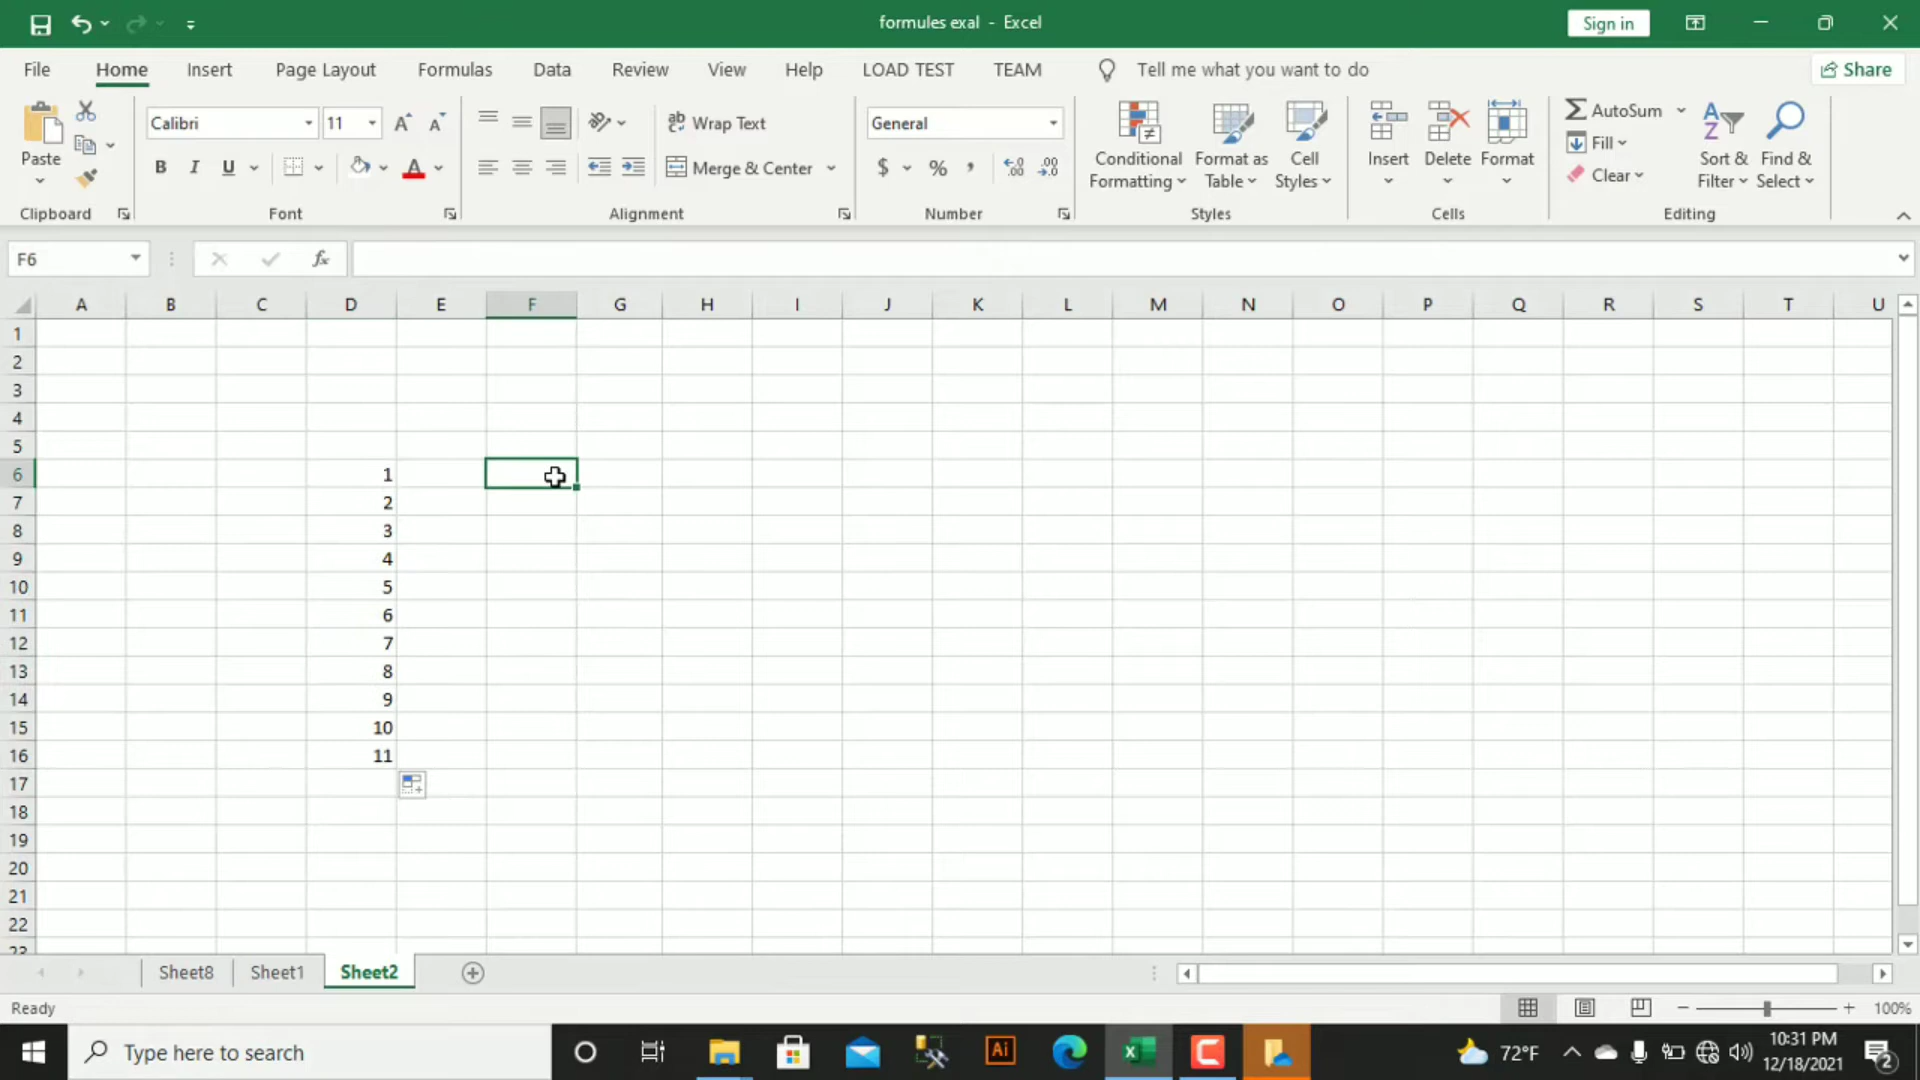 formules exal - Excel
Sign in
File Home Insert Page Layout Formulas Data Review View Help LOAD TEST TEAM Tell me what you want to do Share
Calibri 11 Wrap Text General AutoSum
Paste Conditional Formatting Format as Table Cell Styles Insert Delete Format Fill Sort & Filter Find & Select
B I U Merge & Center $ % , Clear
Clipboard Font Alignment Number Styles Cells Editing
F6 fx
A B C D E F G H I J K L M N O P Q R S T U
1
2
3
4
5
6 1
7 2
8 3
9 4
10 5
11 6
12 7
13 8
14 9
15 10
16 11
17
18
19
20
21
22
23
Sheet8 Sheet1 Sheet2
Ready 100%
Type here to search Ai 72°F 10:31 PM
12/18/2021 2